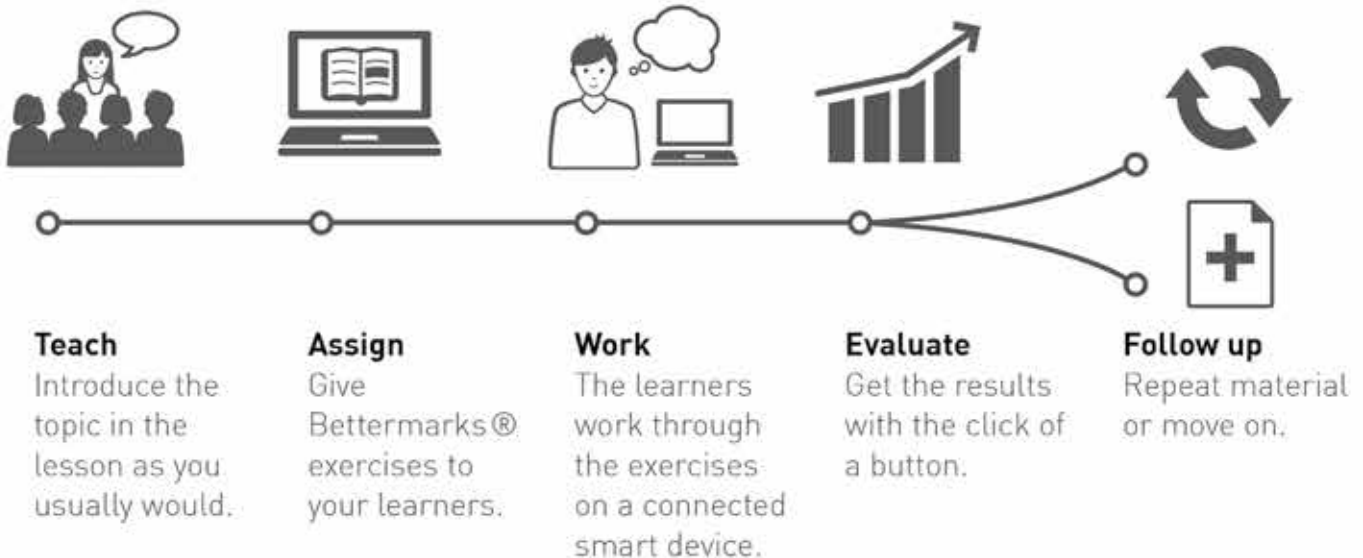 Teach
Introduce the
topic in the
lesson as you
usually would.
Assign
Give
Bettermarks®
exercises to
your learners.
Work
The learners
work through
the exercises
on a connected
smart device.
Evaluate
Get the results
with the click of
a button.
Follow up
Repeat material
or move on.